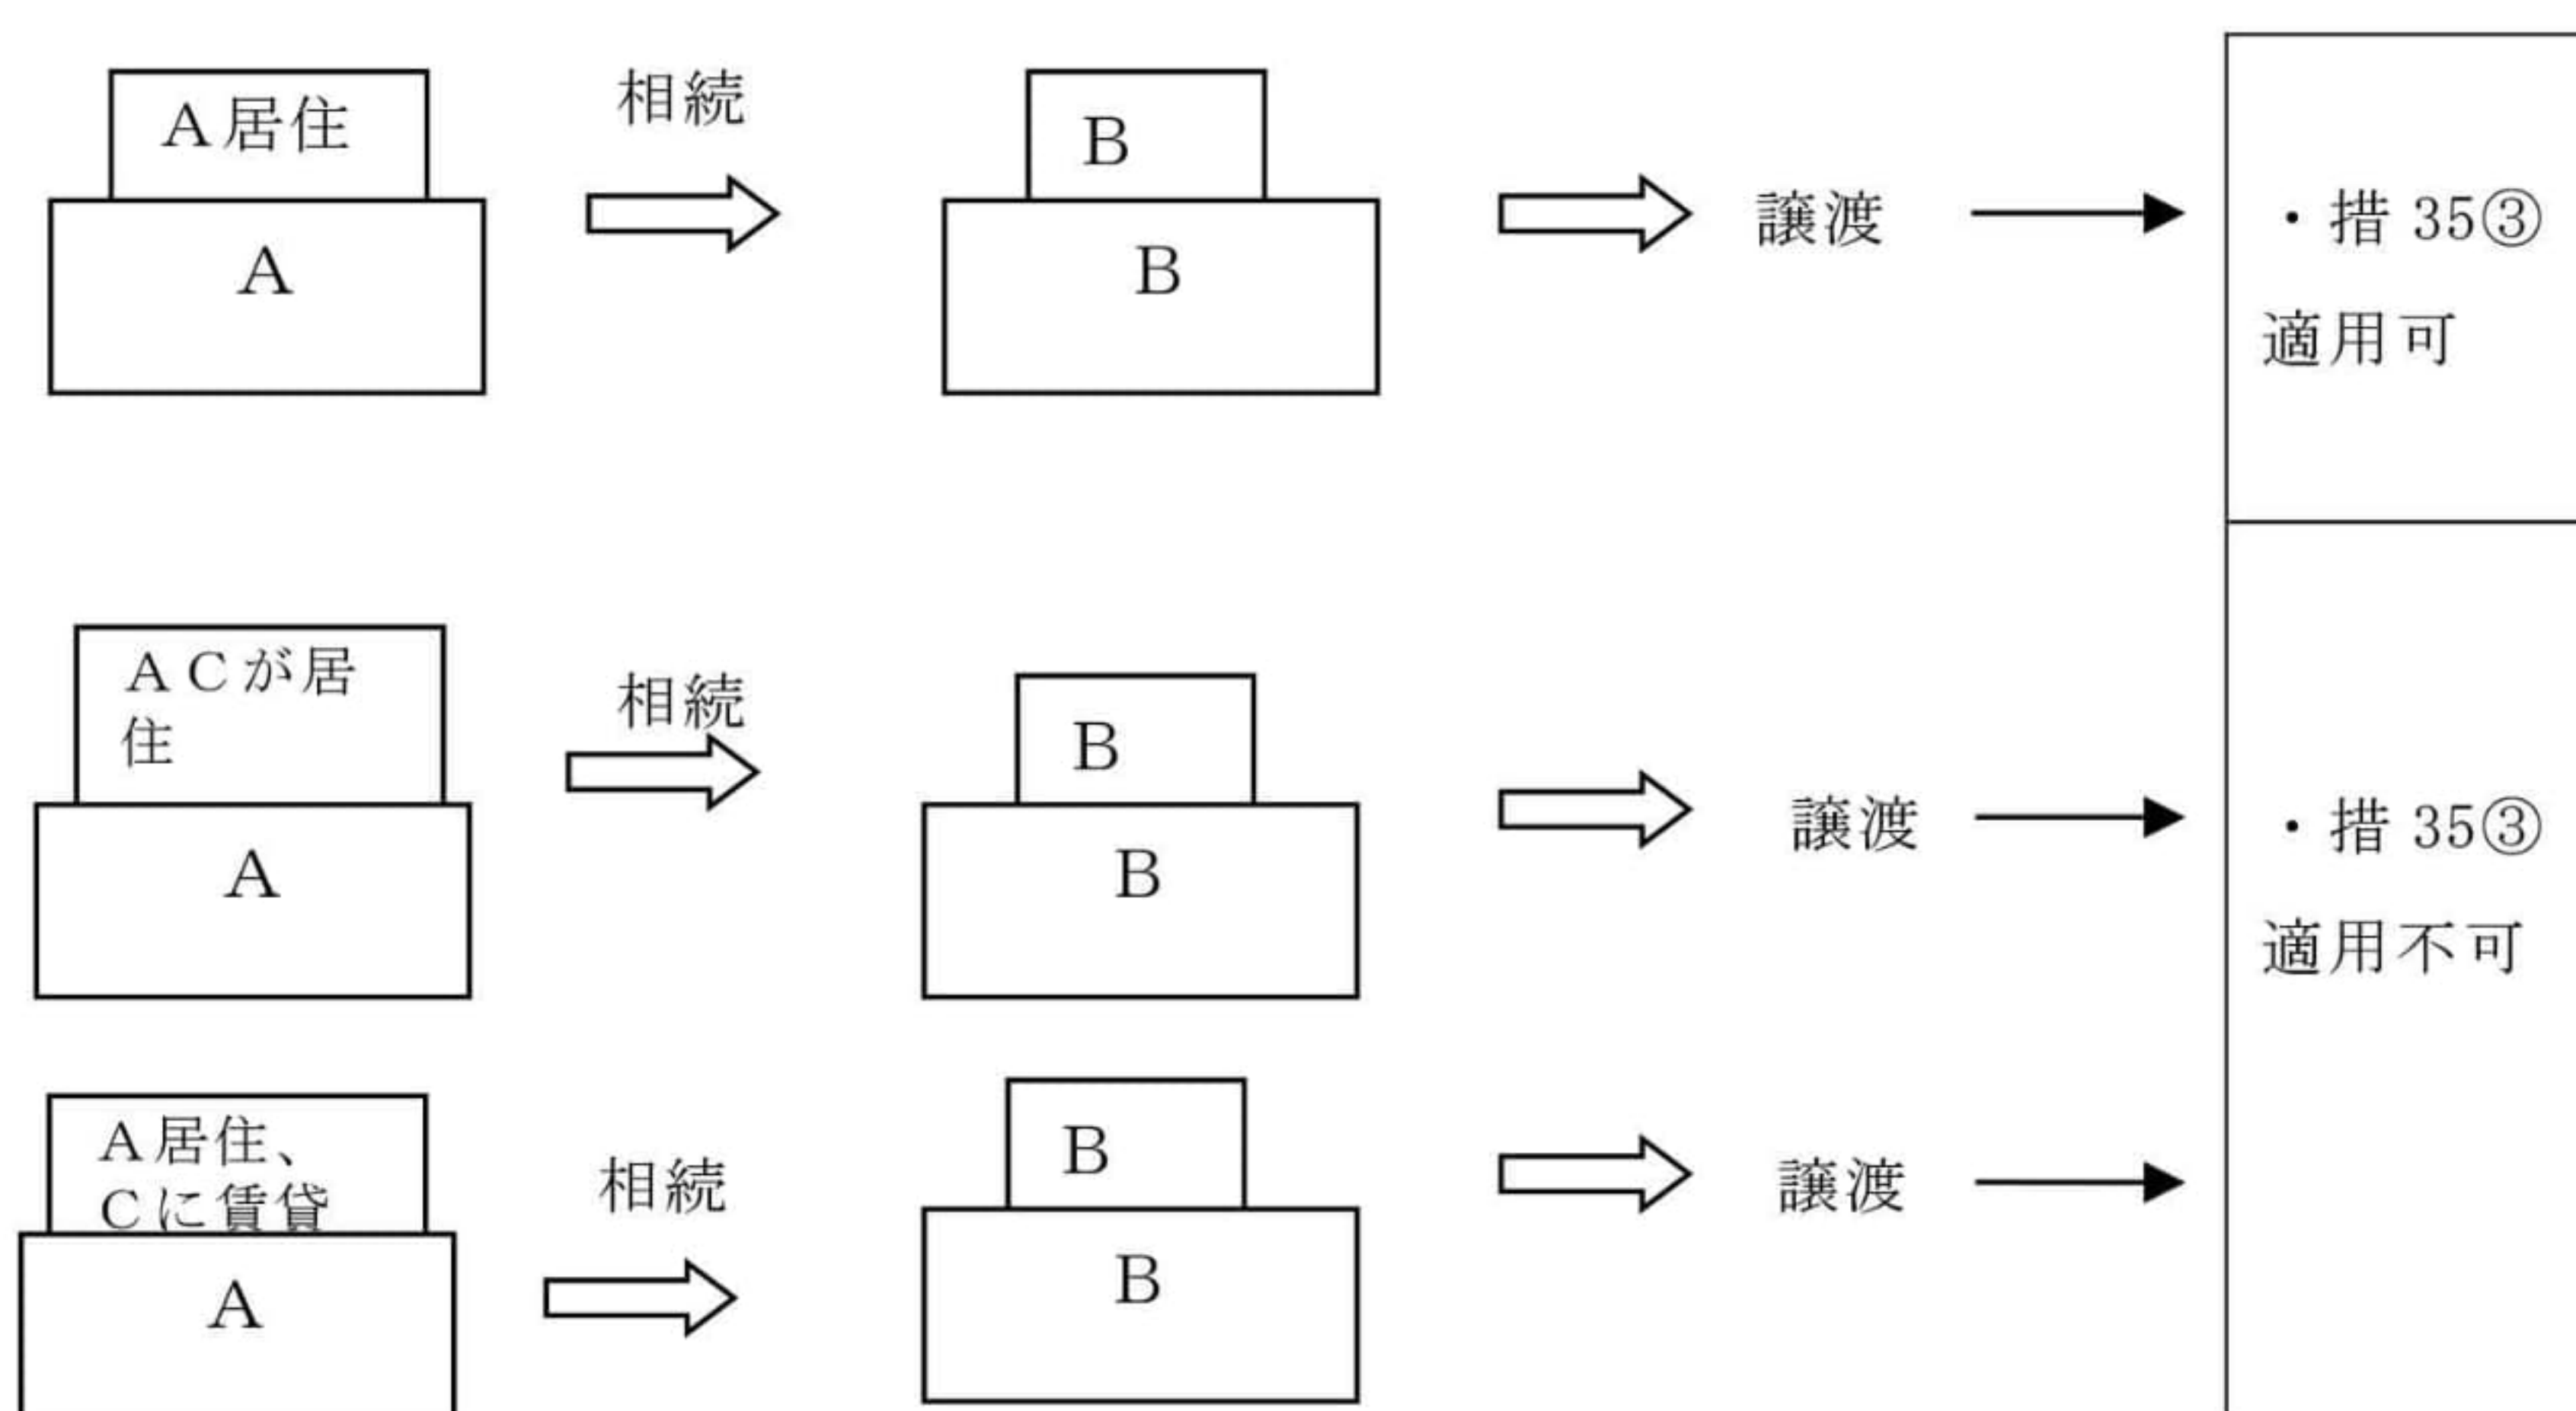 A居住
A
相続
B
B
譲渡
・措 35③
適用可
ACが居
住
A
相続
B
B
譲渡
・措 35③
適用不可
A居住、
Cに賃貸
A
相続
B
B
譲渡